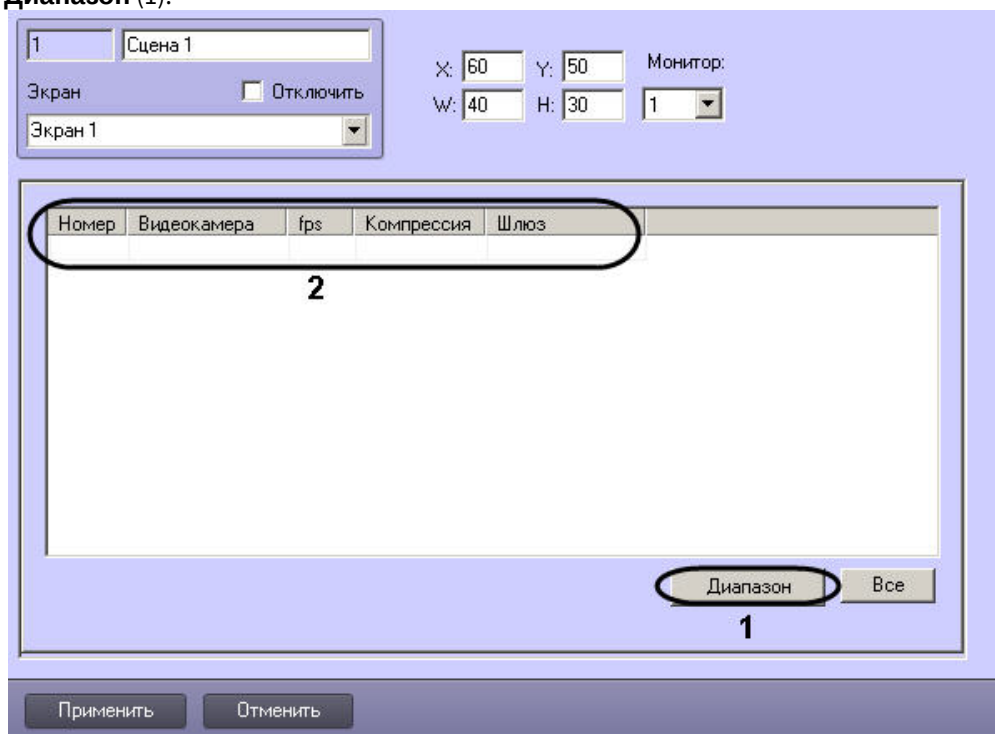 Диапазон (1).
1 Сцена 1
X: 60 Y: 50 Монитор:
Экран Отключить
W: 40 H: 30 1
Экран 1
Номер Видеокамера fps Компрессия Шлюз
2
Диапазон Все
1
Применить Отменить